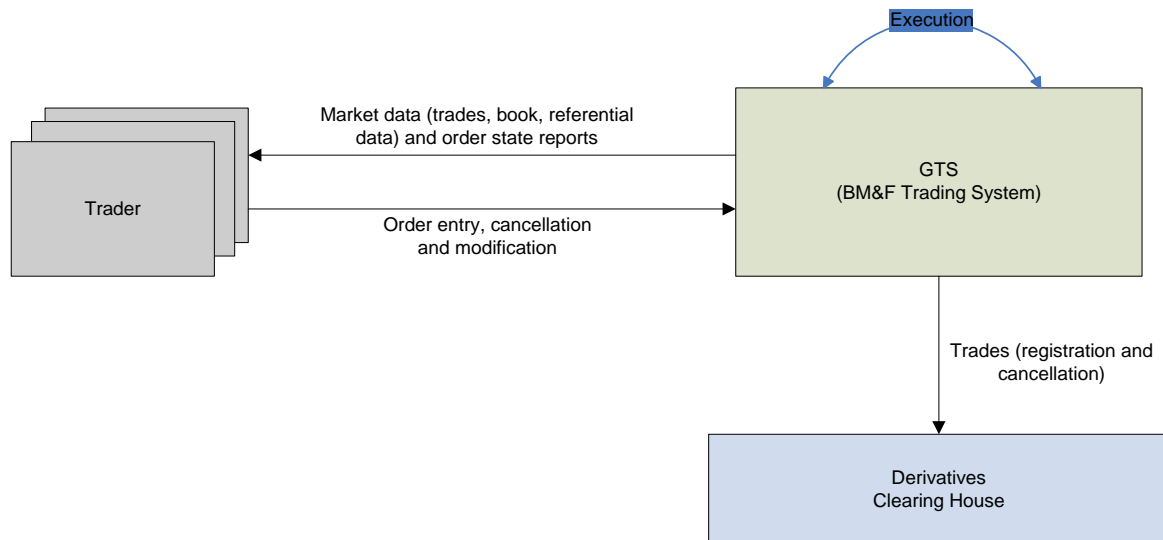 Execution
Market data (trades, book, referential
data) and order state reports
GTS
(BM&F Trading System)
Trader
Order entry, cancellation
and modification
Trades (registration and
cancellation)
Derivatives
Clearing House